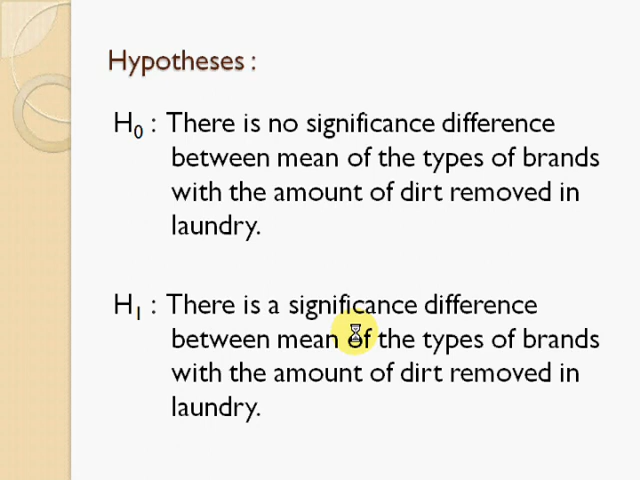 Hypotheses :
H0 : There is no significance difference
between mean of the types of brands
with the amount of dirt removed in
laundry.
H1 : There is a significance difference
between mean of the types of brands
with the amount of dirt removed in
laundry.